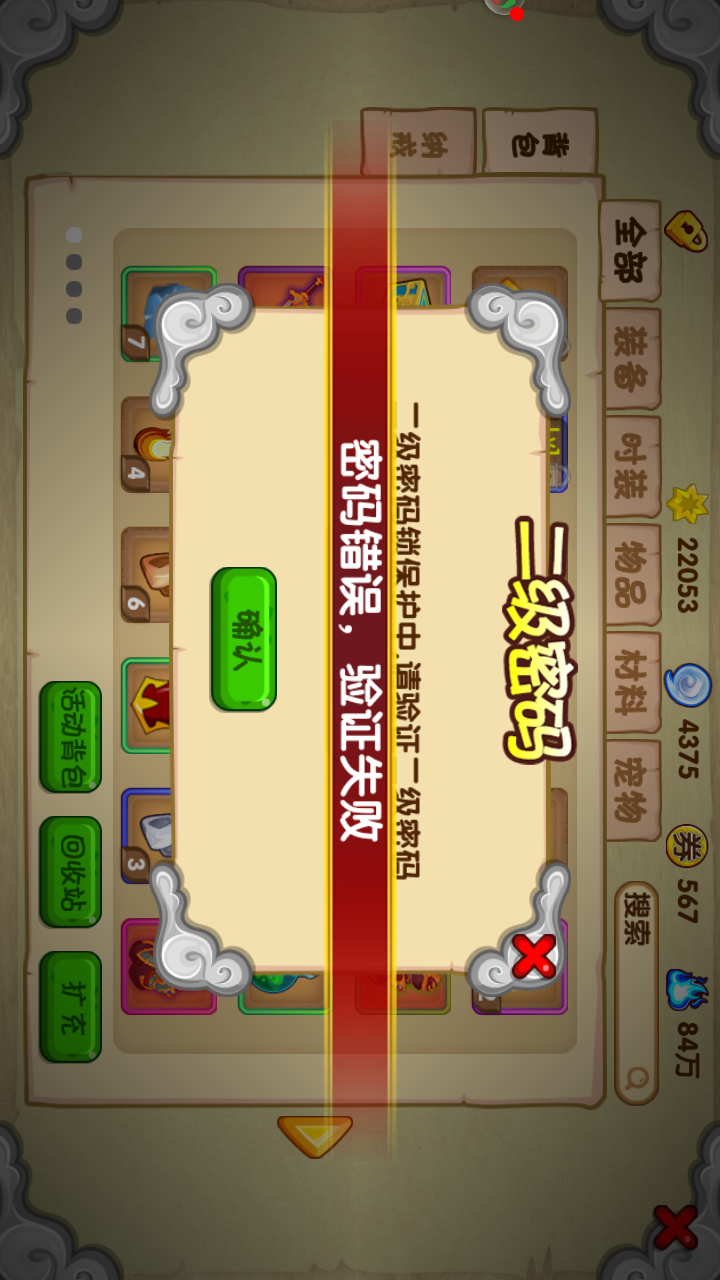 22053
4375
567
84万
全部
装备
时装
物品
材料
宠物
搜索
背包
纳戒
二级密码
Lv1
二级密码锁保护中,请验证二级密码
密码错误，验证失败
确认
7
4
6
3
活动背包
回收站
扩充